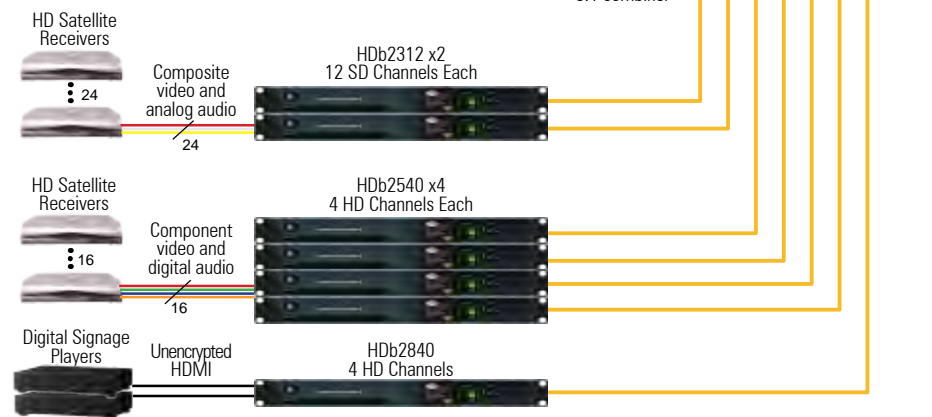 HD Satellite
Receivers
24
Composite
video and
analog audio
24
HDb2312 x2
12 SD Channels Each
HD Satellite
Receivers
16
Component
video and
digital audio
16
HDb2540 x4
4 HD Channels Each
Digital Signage
Players
Unencrypted
HDMI
HDb2840
4 HD Channels